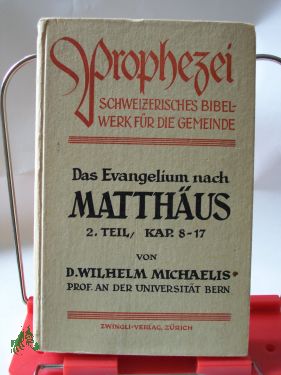 Prophezei
SCHWEIZERISCHES BIBEL-
WERK FÜR DIE GEMEINDE
Das Evangelium nach
MATTHÄUS
2. TEIL, KAP. 8-17
VON
D. WILHELM MICHAELIS
PROF. AN DER UNIVERSITÄT BERN
ZWINGLI-VERLAG, ZÜRICH